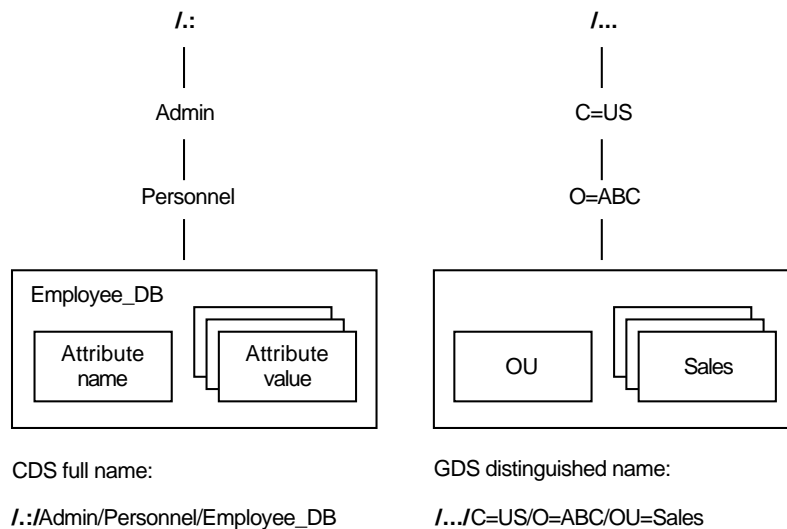 /.:
Admin
Personnel
Employee_DB
Attribute
name
Attribute
value
CDS full name:
/.:/Admin/Personnel/Employee_DB
/...
C=US
O=ABC
OU
Sales
GDS distinguished name:
/.../C=US/O=ABC/OU=Sales